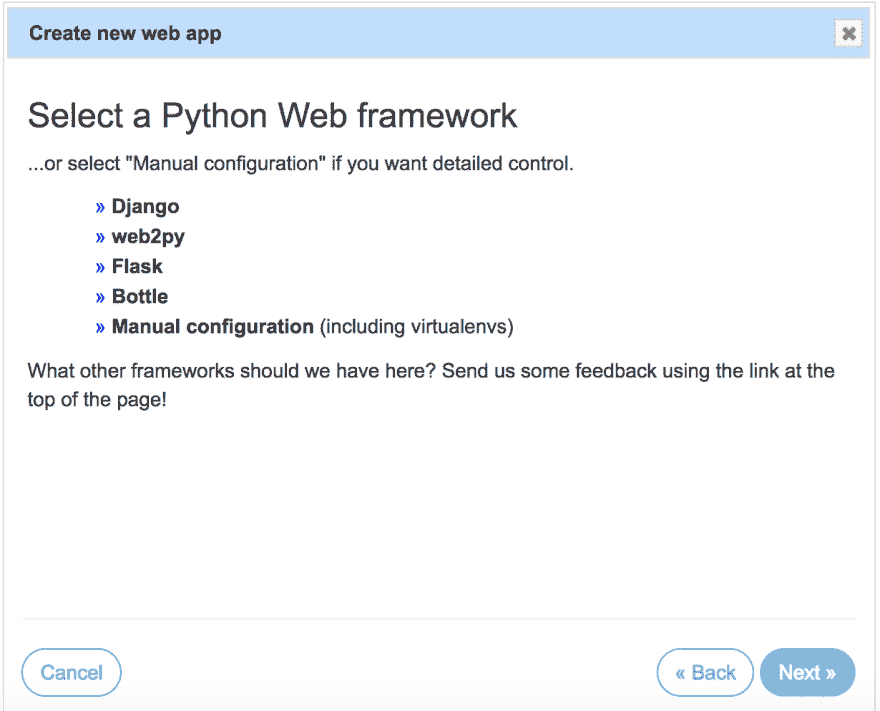 Create new web app
Select a Python Web framework
...or select "Manual configuration" if you want detailed control.
» Django
» web2py
» Flask
» Bottle
» Manual configuration (including virtualenvs)
What other frameworks should we have here? Send us some feedback using the link at the
top of the page!
Cancel
« Back
Next »